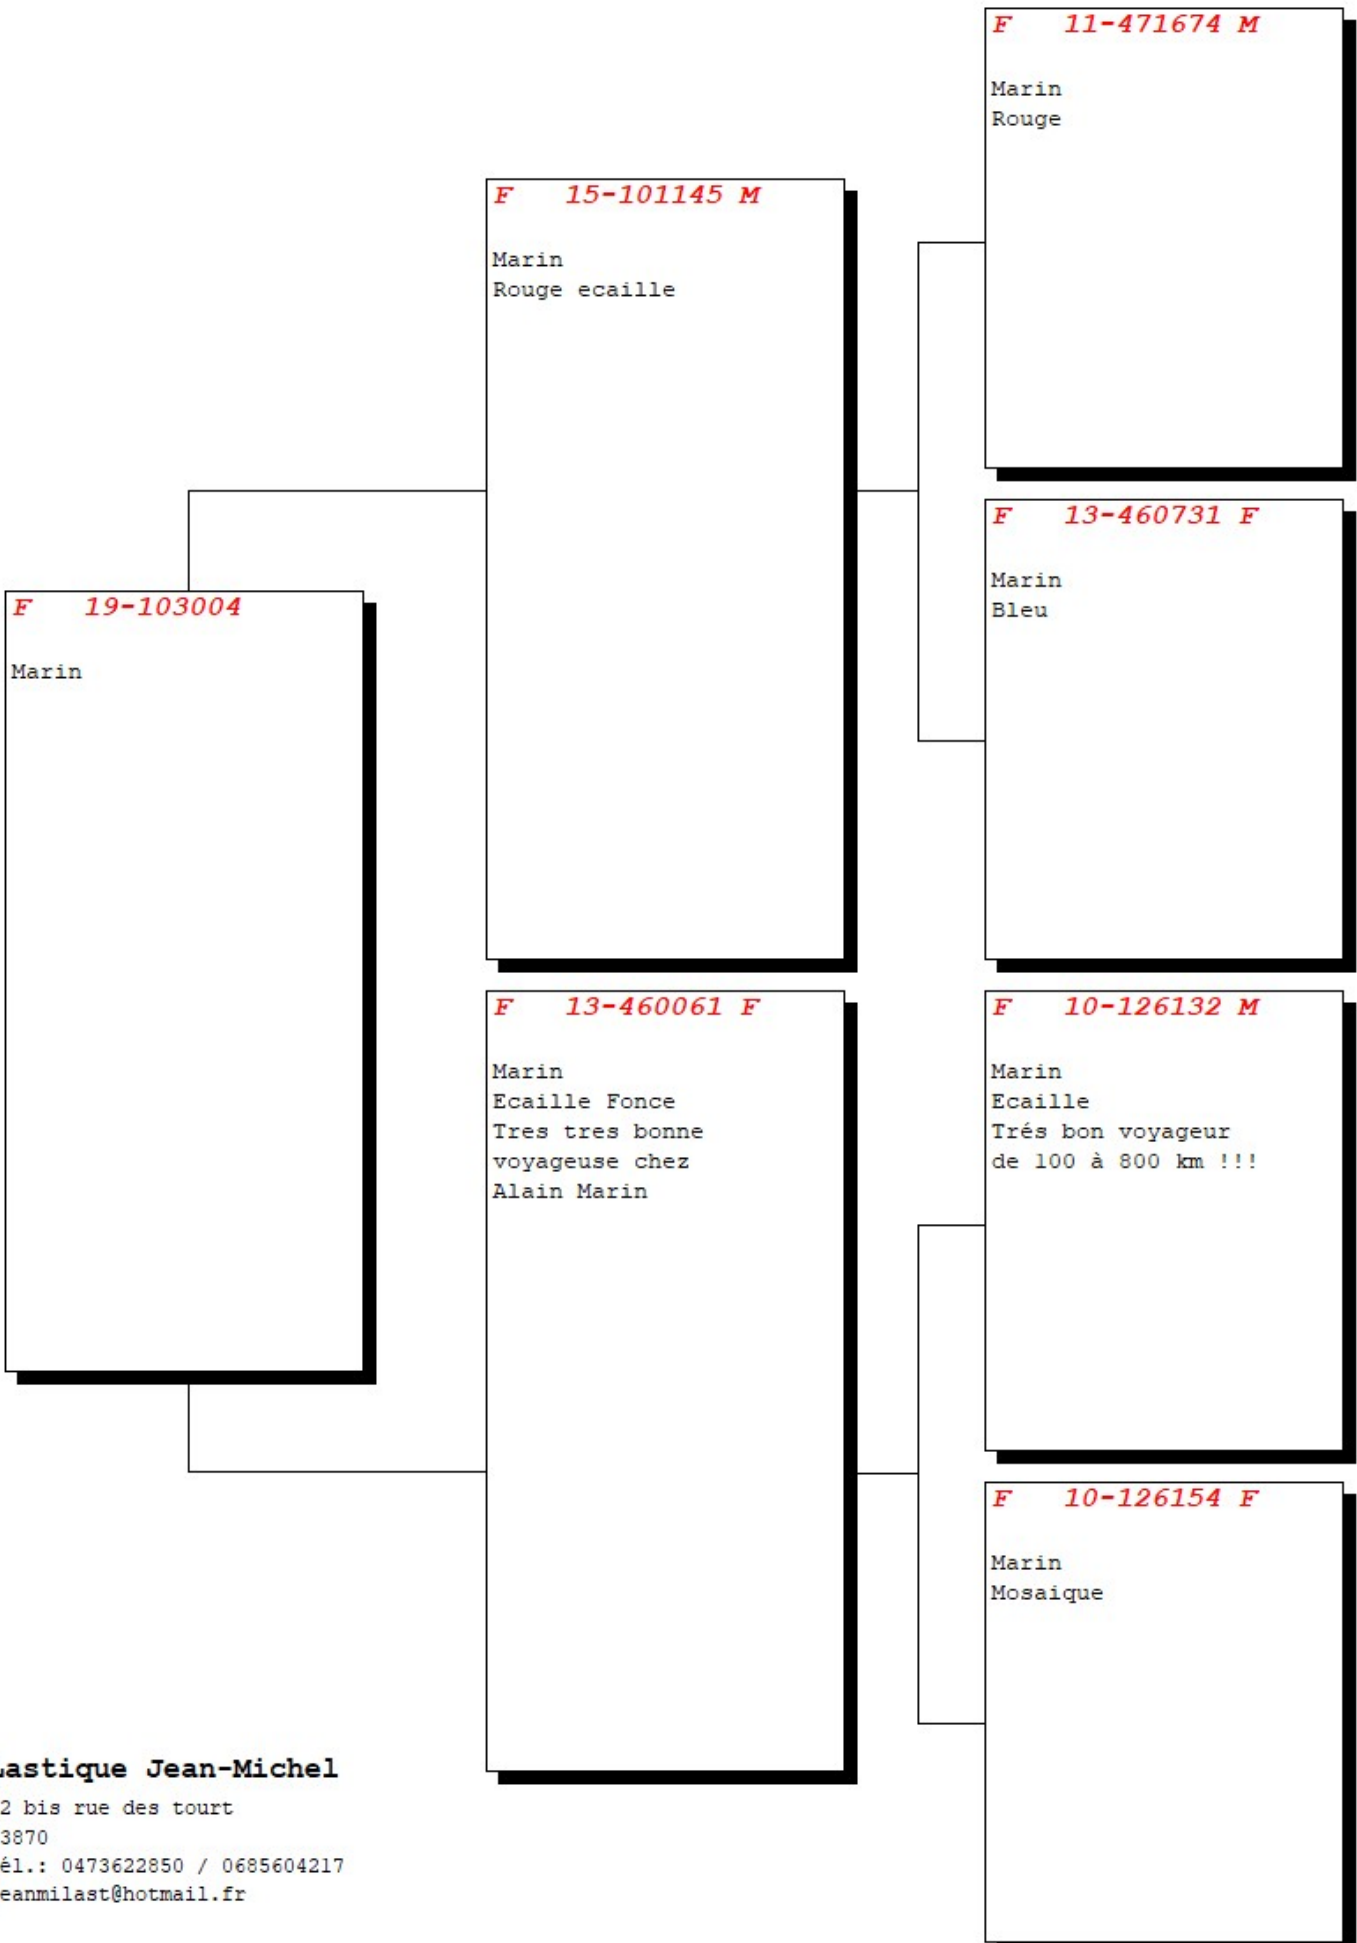 F 11-471674 M
Marin
Rouge
F 15-101145 M
Marin
Rouge ecaille
F 13-460731 F
Marin
Bleu
F 19-103004
Marin
F 13-460061 F
Marin
Ecaille Fonce
Tres tres bonne
voyageuse chez
Alain Marin
F 10-126132 M
Marin
Ecaille
Trés bon voyageur
de 100 à 800 km !!!
F 10-126154 F
Marin
Mosaique
Lastique Jean-Michel
2 bis rue des tourt
3870
él.: 0473622850 / 0685604217
eanmilast@hotmail.fr